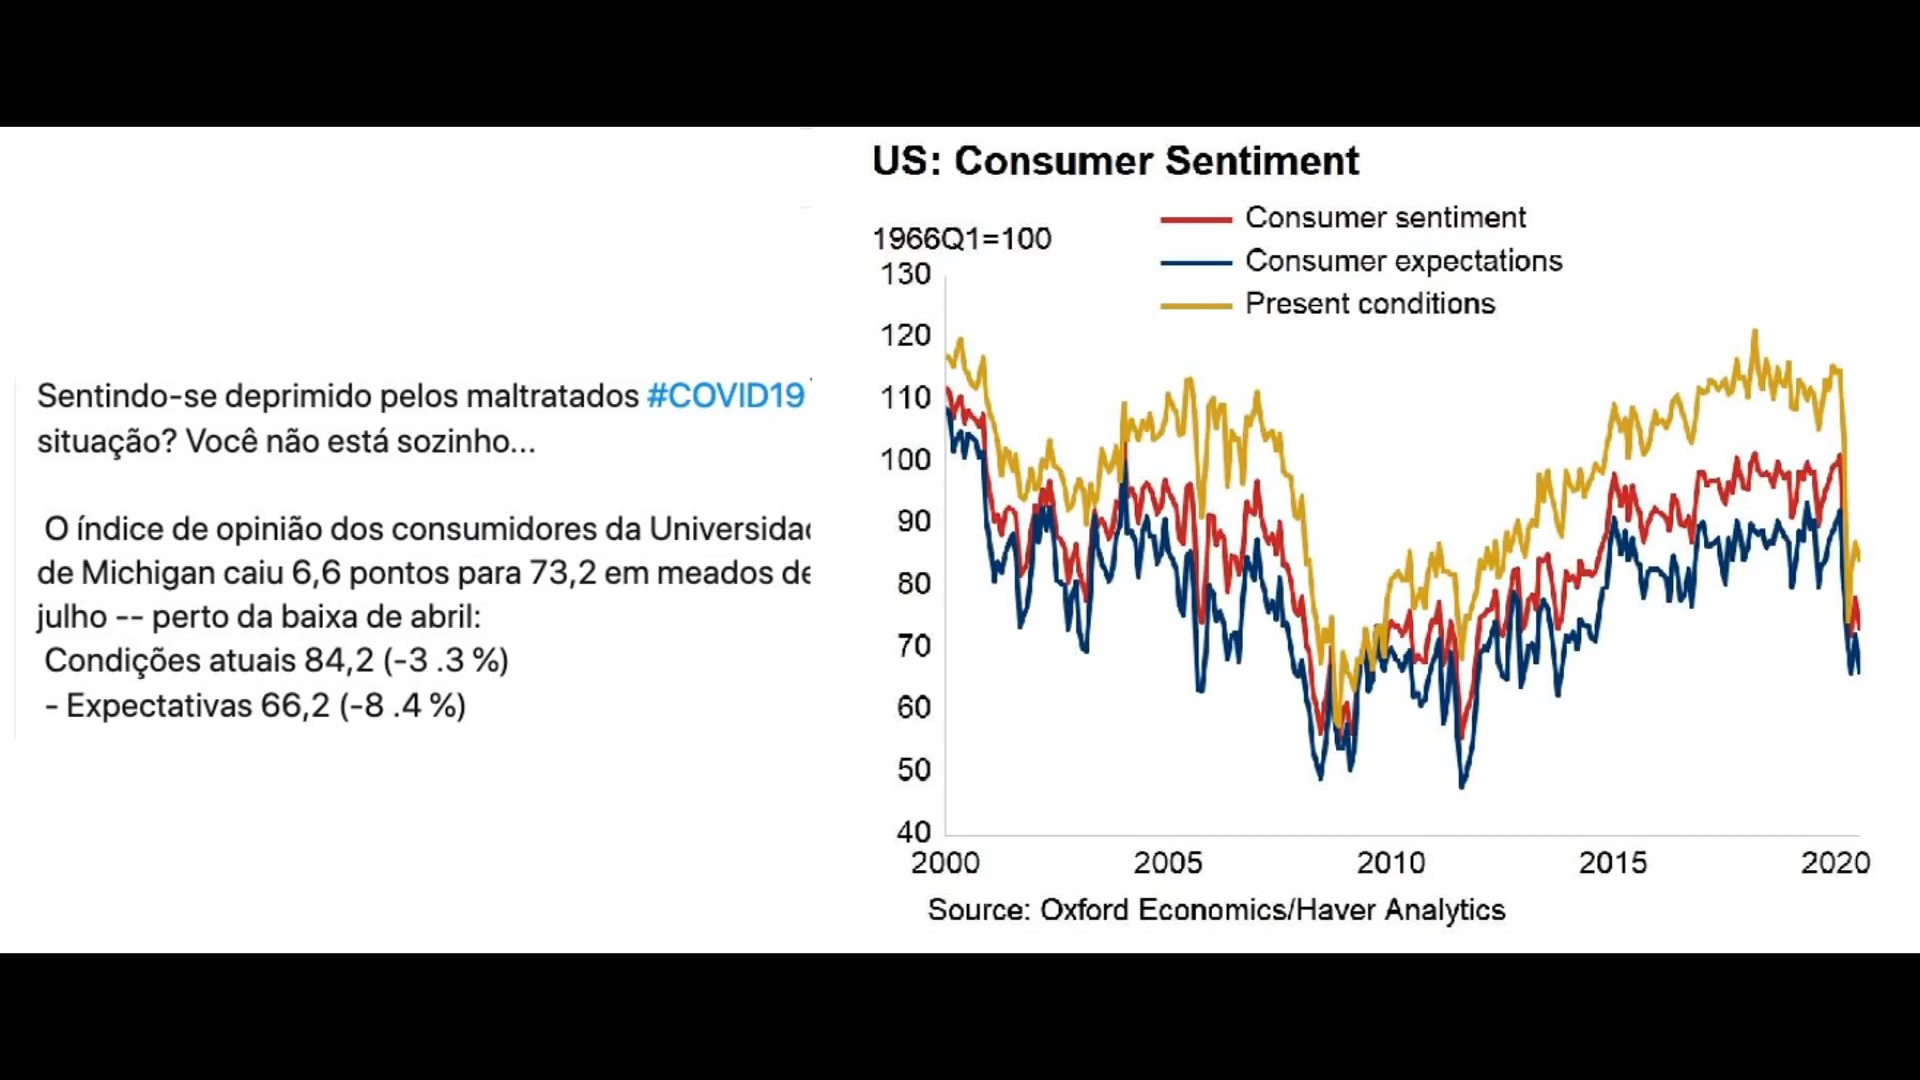 Sentindo-se deprimido pelos maltratados #COVID19
situação? Você não está sozinho...
O índice de opinião dos consumidores da
de Michigan caiu 6,6 pontos para 73,2 em meados
julho -- perto da baixa de abril:
Condições atuais 84,2 (-3 .3 %)
- Expectativas 66,2 (-8 .4 %)
US: Consumer Sentiment
1966Q1=100
Consumer sentiment
Consumer expectations
Present conditions
130
120
110
100
90
80
70
60
50
40
2000 2005 2010 2015 2020
Source: Oxford Economics/Haver Analytics